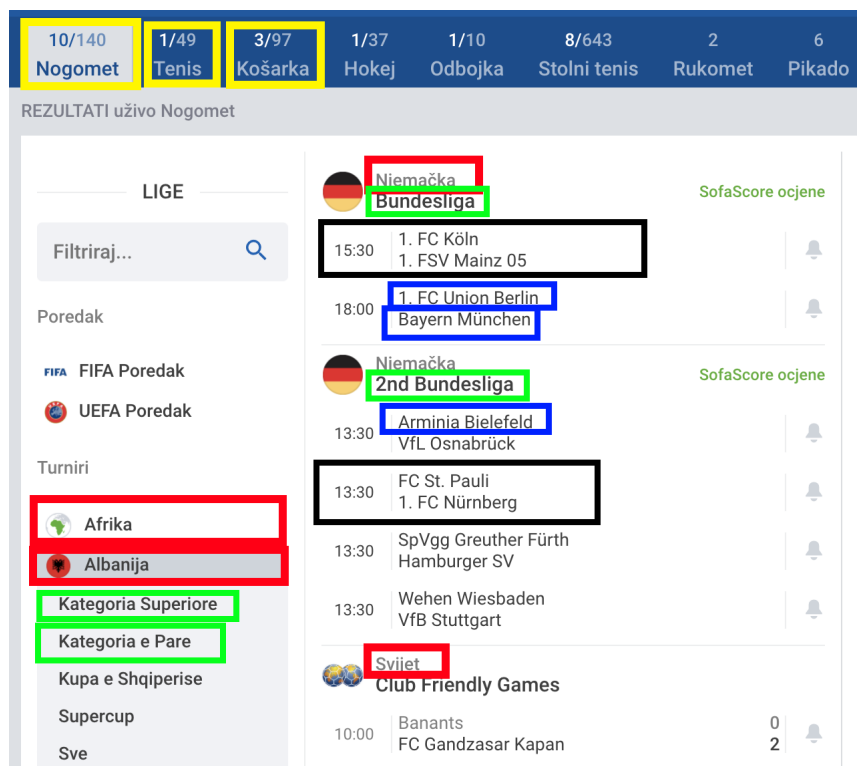 10/140 1/49 3/97 1/37 1/10 8/643 2 6
Nogomet Tenis Košarka Hokej Odbojka Stolni tenis Rukomet Pikado
REZULTATI uživo Nogomet
LIGE
Filtriraj...
Poredak
FIFA FIFA Poredak
UEFA Poredak
Turniri
Afrika
Albanija
Kategoria Superiore
Kategoria e Pare
Kupa e Shqiperise
Supercup
Sve
Niemačka
Bundesliga SofaScore ocjene
15:30 1. FC Köln
1. FSV Mainz 05
18:00 1. FC Union Berlin
Bayern München
Niemačka
2nd Bundesliga SofaScore ocjene
13:30 Arminia Bielefeld
VfL Osnabrück
13:30 FC St. Pauli
1. FC Nürnberg
13:30 SpVgg Greuther Fürth
Hamburger SV
13:30 Wehen Wiesbaden
VfB Stuttgart
Svijet
Club Friendly Games
10:00 Banants 0
FC Gandzasar Kapan 2